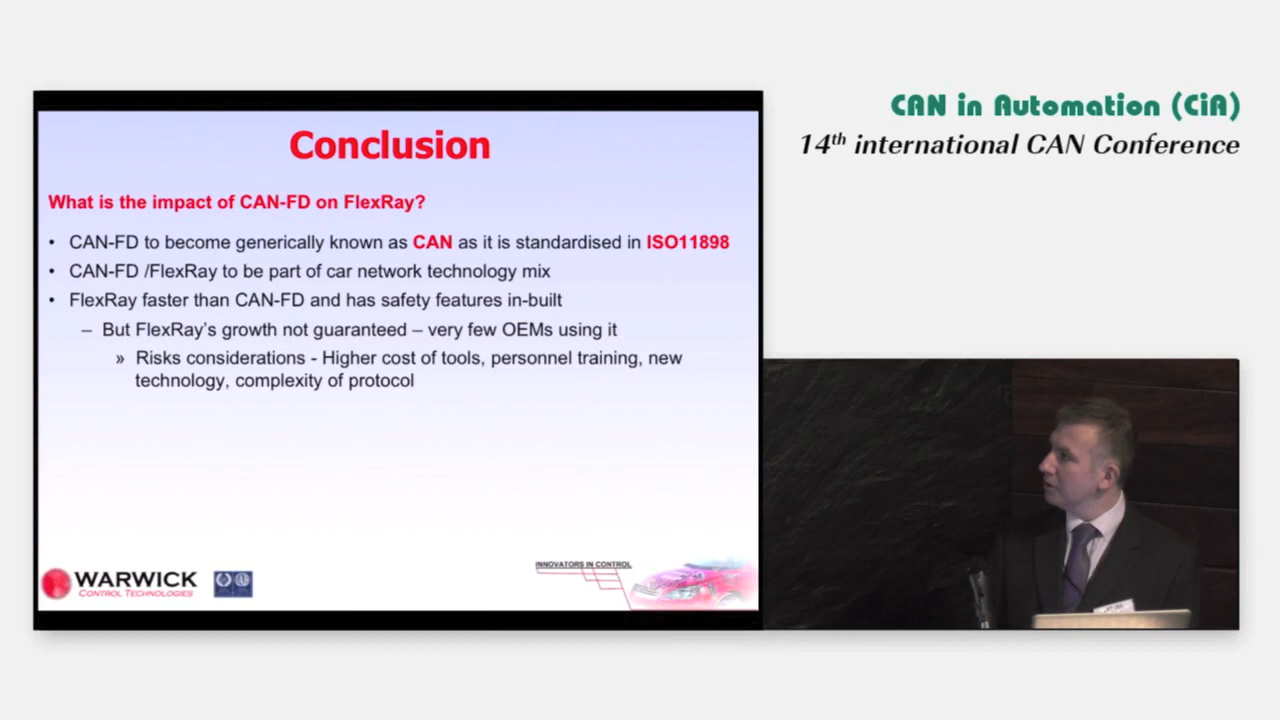 CAN in Automation (CiA)
14th international CAN Conference
Conclusion
What is the impact of CAN-FD on FlexRay?
• CAN-FD to become generically known as CAN as it is standardised in ISO11898
• CAN-FD /FlexRay to be part of car network technology mix
• FlexRay faster than CAN-FD and has safety features in-built
– But FlexRay's growth not guaranteed – very few OEMs using it
» Risks considerations - Higher cost of tools, personnel training, new
technology, complexity of protocol
WARWICK
CONTROL TECHNOLOGIES
INNOVATORS IN CONTROL